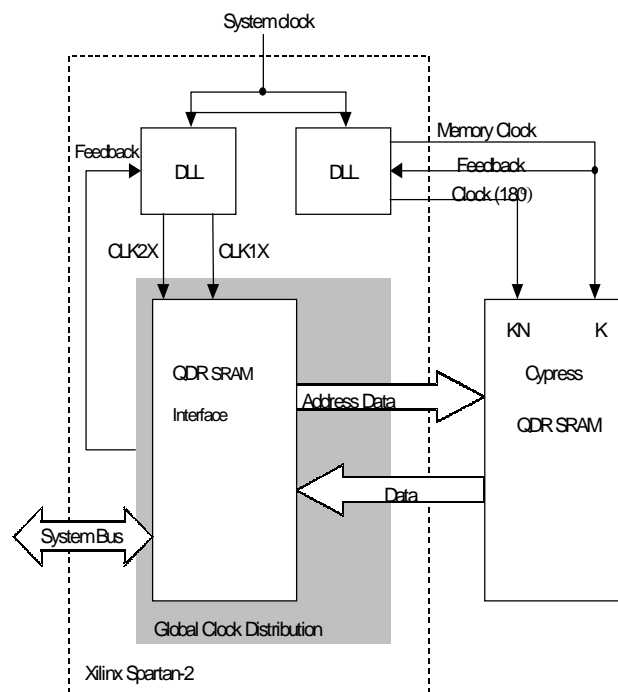 System clock
Memory Clock
Feedback
DLL
DLL
Feedback
Clock (180°)
CLK2X
CLK1X
KN
K
QDR SRAM
Interface
Cypress
QDR SRAM
Address Data
Data
System Bus
Global Clock Distribution
Xilinx Spartan-2